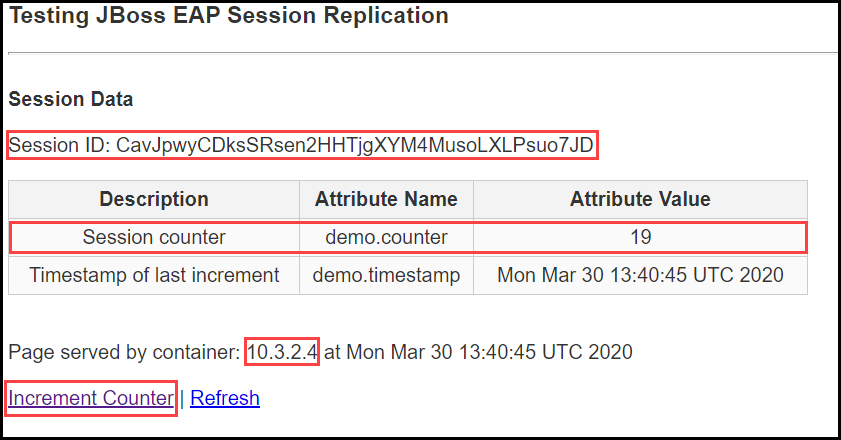 Testing JBoss EAP Session Replication
Session Data
Session ID: CavJpwyCDksSRsen2HHTjgXYM4MusoLXLPsuo7JD
Description Attribute Name Attribute Value
Session counter demo.counter 19
Timestamp of last increment demo.timestamp Mon Mar 30 13:40:45 UTC 2020
Page served by container: 10.3.2.4 at Mon Mar 30 13:40:45 UTC 2020
Increment Counter | Refresh